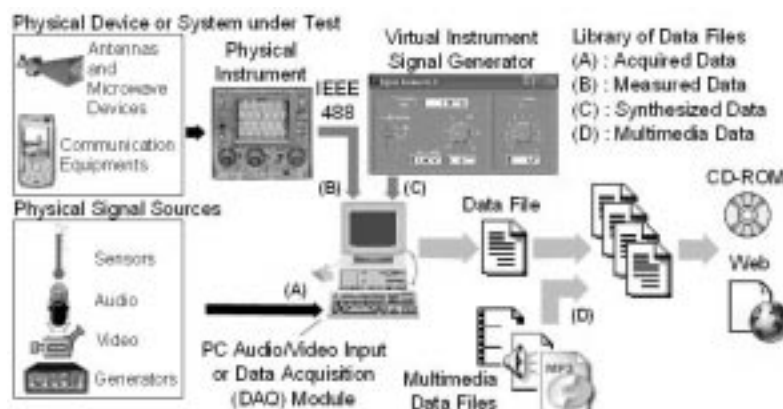 Physical Device or System under Test
Antennas
and
Microwave
Devices
Communication
Equipments
Physical
Instrument
IEEE
488
Virtual Instrument
Signal Generator
Library of Data Files
(A) : Acquired Data
(B) : Measured Data
(C) : Synthesized Data
(D) : Multimedia Data
(B)
(C)
Physical Signal Sources
Sensors
Audio
Video
Generators
(A)
PC Audio/Video Input
or Data Acquisition
(DAQ) Module
Data File
(D)
Multimedia
Data Files
MP3
CD-ROM
Web